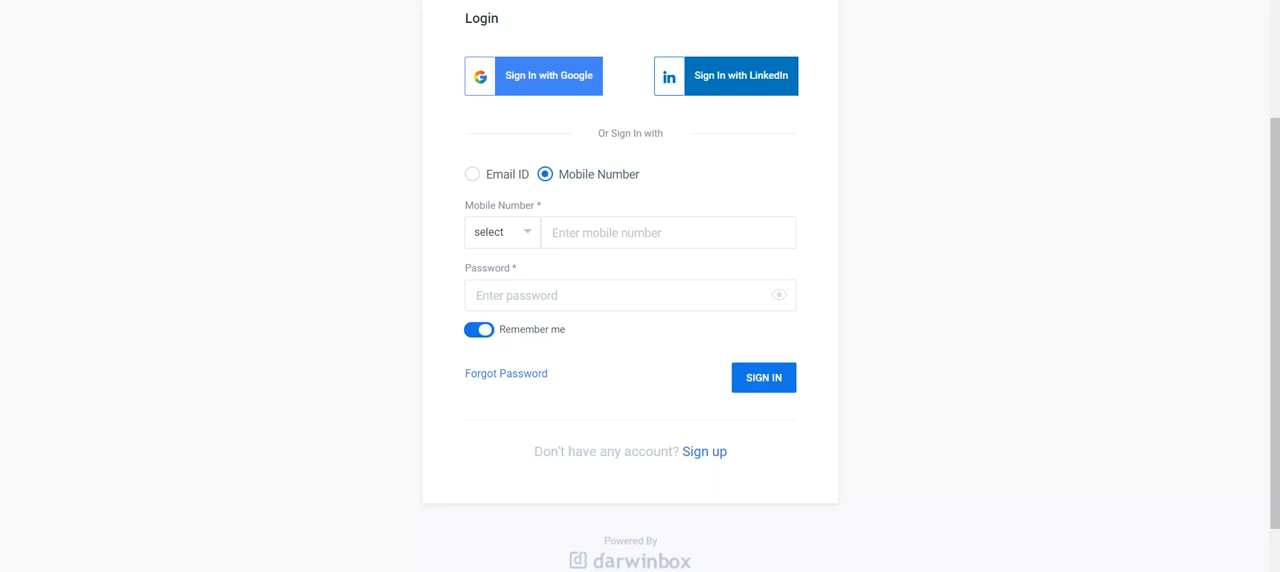 Login
Sign In with Google
in Sign In with LinkedIn
Or Sign In with
Email ID Mobile Number
Mobile Number *
select Enter mobile number
Password *
Enter password
Remember me
Forgot Password SIGN IN
Don't have any account? Sign up
Powered By
d darwinbox